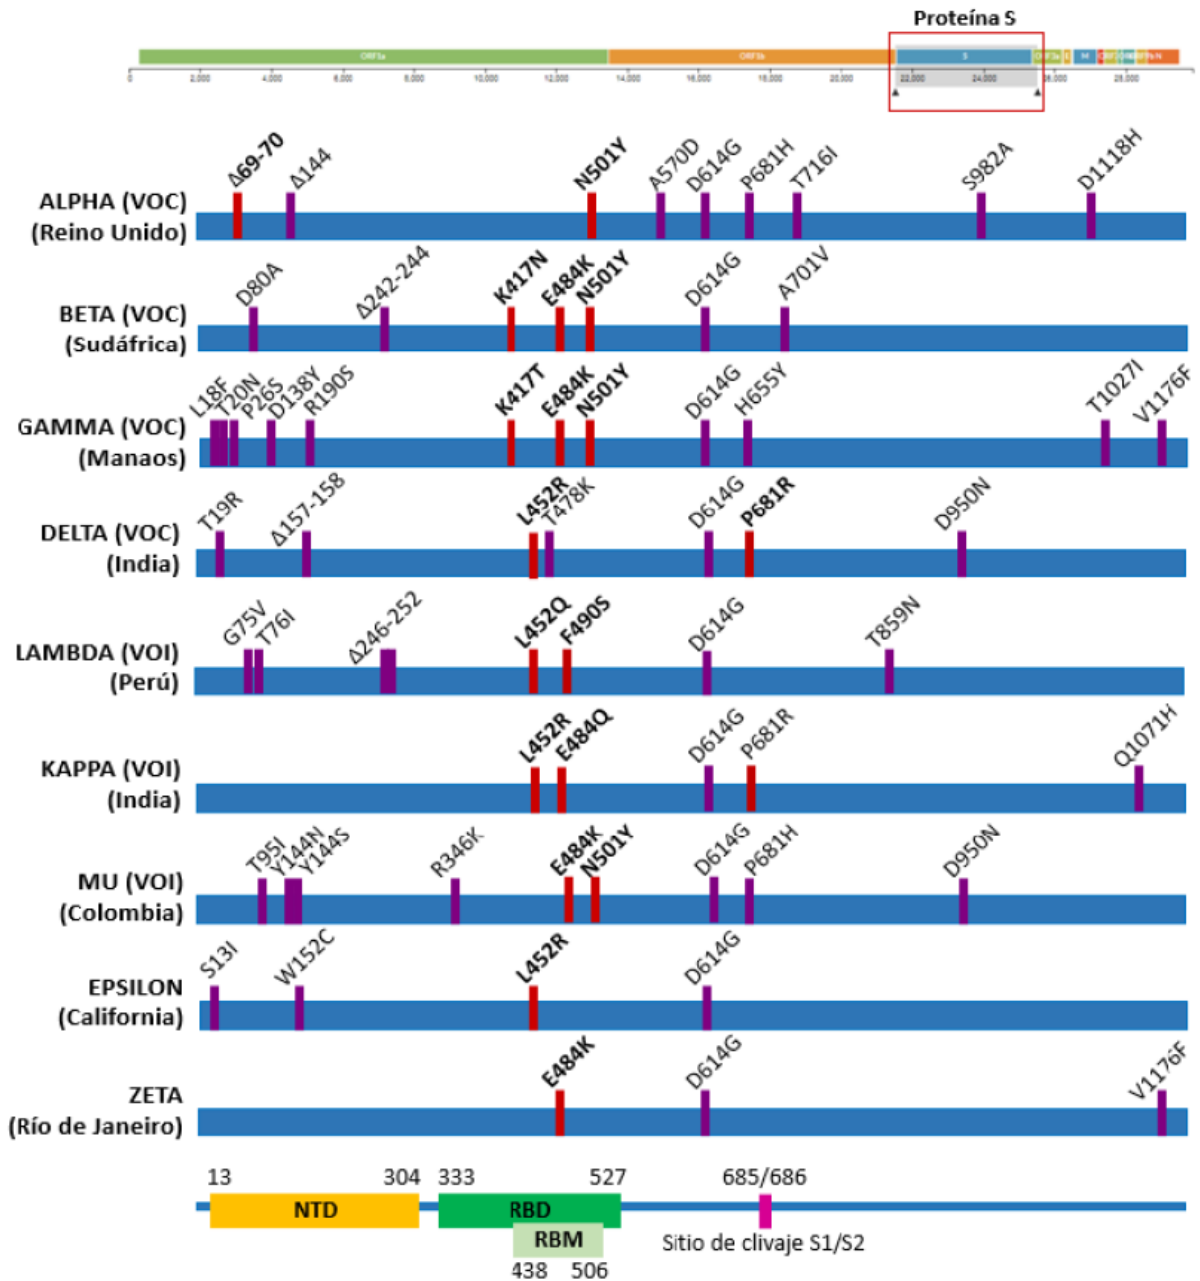 Proteína S
ORF1a ORF1b S M N
0 2,000 4,000 6,000 8,000 10,000 12,000 14,000 16,000 18,000 20,000 22,000 24,000 26,000 28,000
Δ69-70 Δ144 N501Y A570D D614G P681H T716I S982A D1118H
ALPHA (VOC)
(Reino Unido)
D80A Δ242-244 K417N E484K N501Y D614G A701V
BETA (VOC)
(Sudáfrica)
L18F T20N P26S D138Y R190S K417T E484K N501Y D614G H655Y T1027I V1176F
GAMMA (VOC)
(Manaos)
T19R Δ157-158 L452R T478K D614G P681R D950N
DELTA (VOC)
(India)
G75V T76I Δ246-252 L452Q F490S D614G T859N
LAMBDA (VOI)
(Perú)
L452R E484Q D614G P681R Q1071H
KAPPA (VOI)
(India)
T95I Y144N Y144S R346K E484K N501Y D614G P681H D950N
MU (VOI)
(Colombia)
S13I W152C L452R D614G
EPSILON
(California)
E484K D614G V1176F
ZETA
(Río de Janeiro)
13 304 333 527 685/686
NTD RBD
RBM
Sitio de clivaje S1/S2
438 506